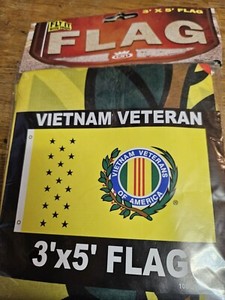 3' X 5' FLAG
FLAG
VIETNAM VETERAN
VIETNAM VETERANS
OF AMERICA
3'x5' FLAG